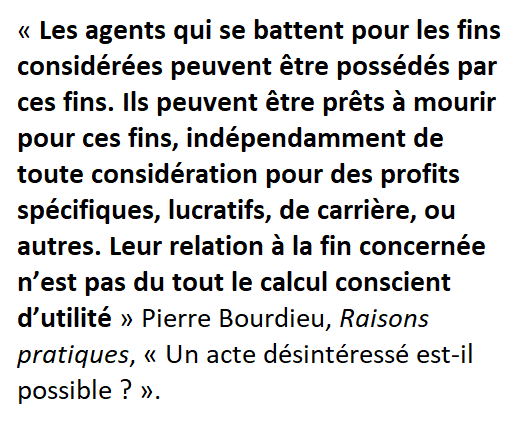 « Les agents qui se battent pour les fins
considérées peuvent être possédés par
ces fins. Ils peuvent être prêts à mourir
pour ces fins, indépendamment de
toute considération pour des profits
spécifiques, lucratifs, de carrière, ou
autres. Leur relation à la fin concernée
n’est pas du tout le calcul conscient
d’utilité » Pierre Bourdieu, Raisons
pratiques, « Un acte désintéressé est-il
possible ? ».